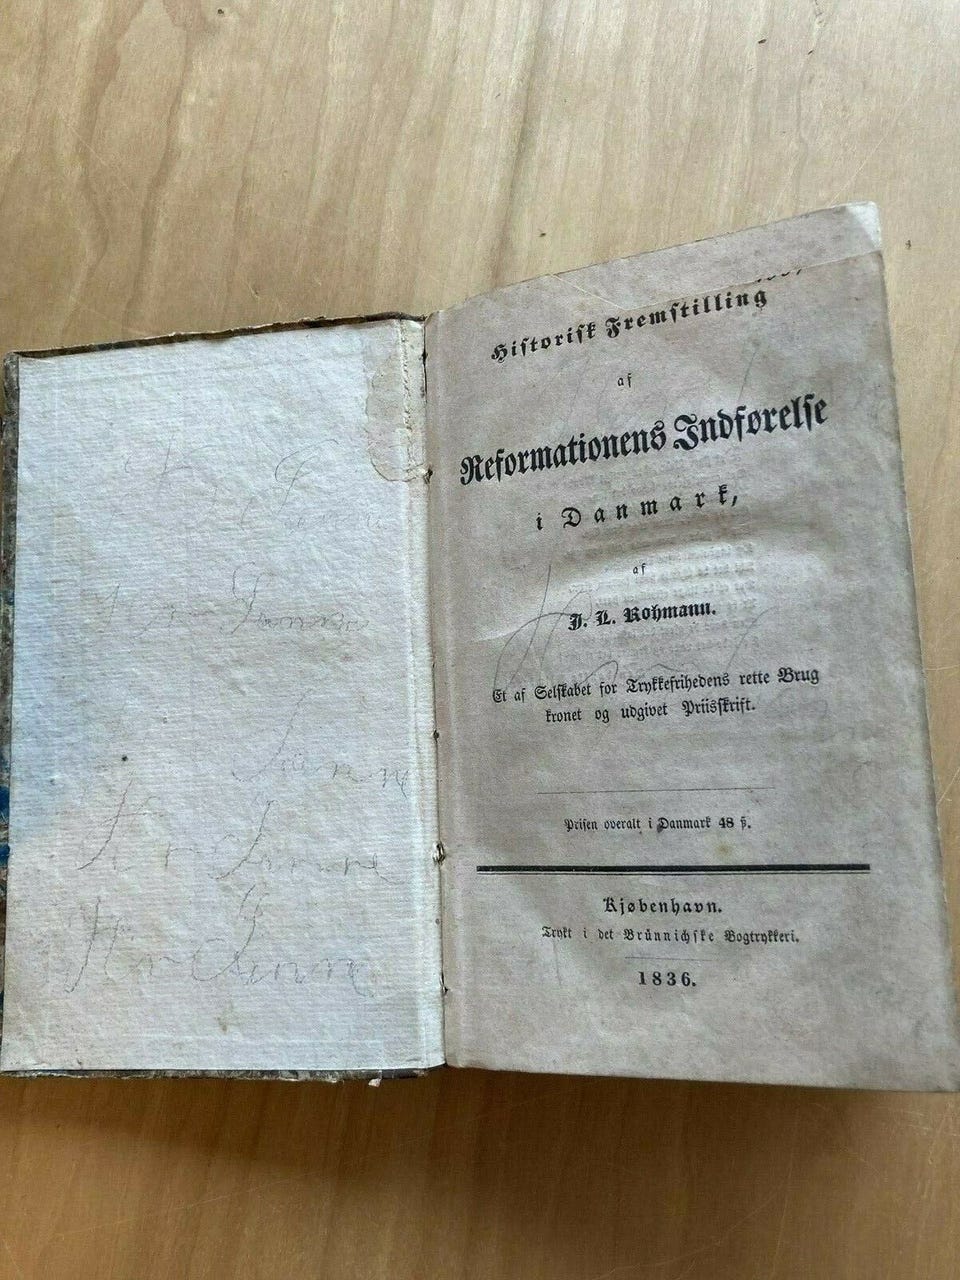 Historisk Fremstilling
af
Reformationens Indførelse
i Danmark,
af
J. L. Rohmann.
Et af Selskabet for Trykkefrihedens rette Brug
kronet og udgivet Priisskrift.
Prisen overalt i Danmark 48 ß.
Kjøbenhavn.
Trykt i det Brünnichske Bogtrykkeri.
1836.